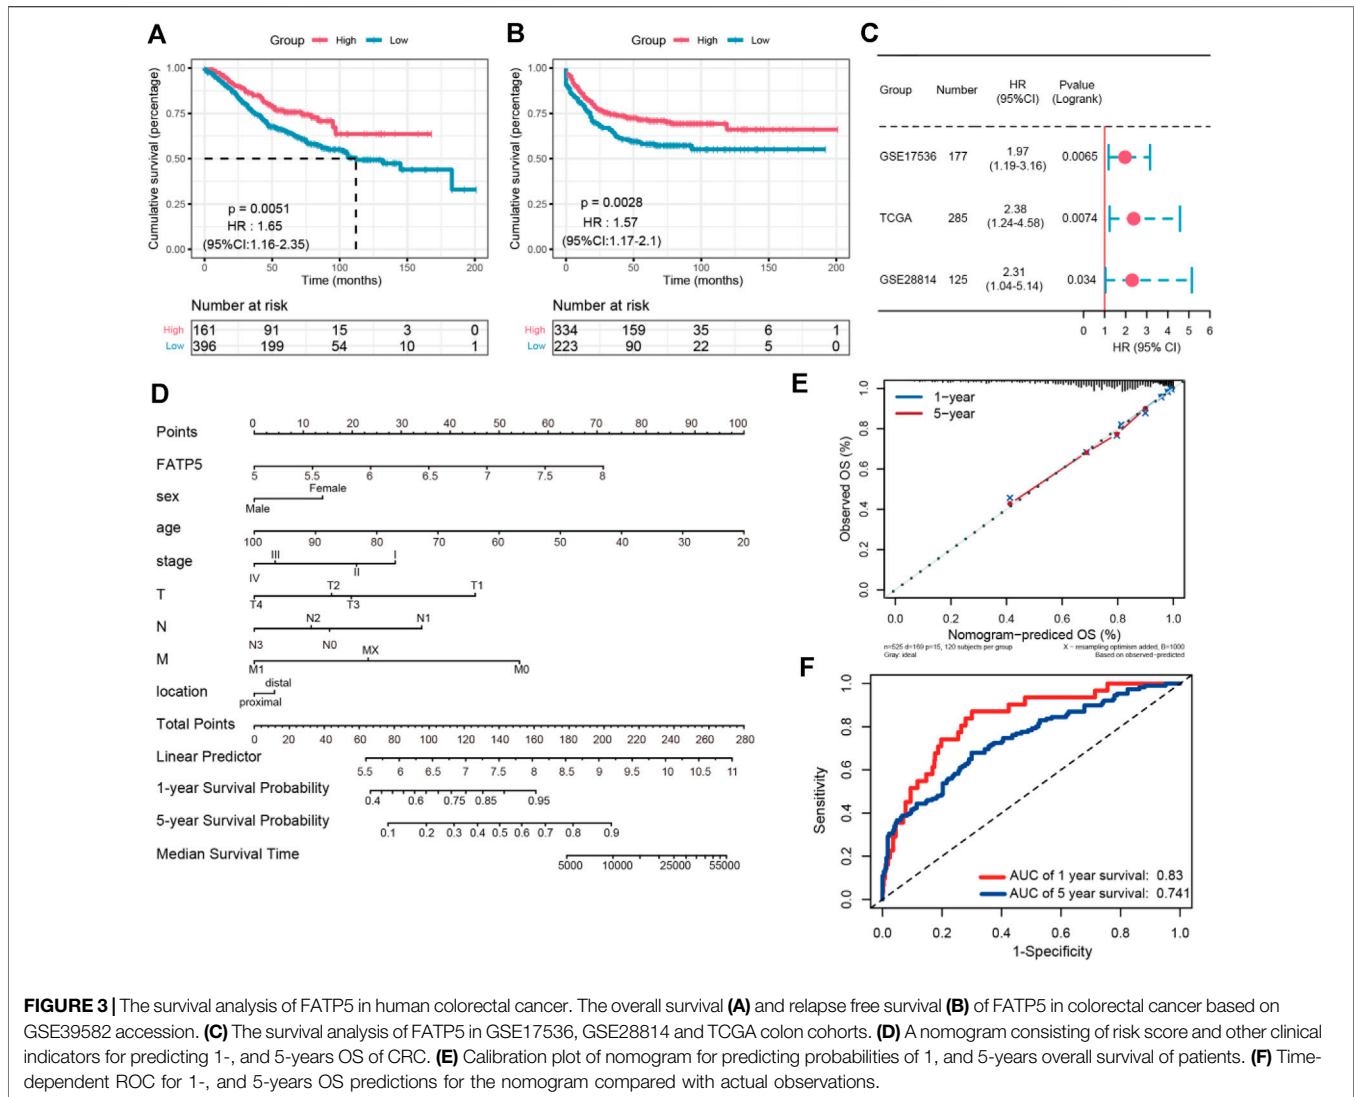 A
Group High Low
Cumulative survival (percentage)
1.00
0.75
0.50
0.25
0.00
p = 0.0051
HR : 1.65
(95%CI:1.16-2.35)
0 50 100 150 200
Time (months)
Number at risk
High 161 91 15 3 0
Low 396 199 54 10 1
B
Group High Low
Cumulative survival (percentage)
1.00
0.75
0.50
0.25
0.00
p = 0.0028
HR : 1.57
(95%CI:1.17-2.1)
0 50 100 150 200
Time (months)
Number at risk
High 334 159 35 6 1
Low 223 90 22 5 0
C
Group Number HR (95%CI) Pvalue (Logrank)
GSE17536 177 1.97 (1.19-3.16) 0.0065
TCGA 285 2.38 (1.24-4.58) 0.0074
GSE28814 125 2.31 (1.04-5.14) 0.034
0 1 2 3 4 5 6
HR (95% CI)
D
Points 0 10 20 30 40 50 60 70 80 90 100
FATP5 5 5.5 6 6.5 7 7.5 8
sex Male Female
age 100 90 80 70 60 50 40 30 20
stage IV III II I
T T4 T2 T3 T1
N N3 N2 N0 N1
M M1 MX M0
location proximal distal
Total Points 0 20 40 60 80 100 120 140 160 180 200 220 240 260 280
Linear Predictor 5.5 6 6.5 7 7.5 8 8.5 9 9.5 10 10.5 11
1-year Survival Probability 0.4 0.6 0.75 0.85 0.95
5-year Survival Probability 0.1 0.2 0.3 0.4 0.5 0.6 0.7 0.8 0.9
Median Survival Time 5000 10000 25000 55000
E
1-year
5-year
Observed OS (%)
1.0
0.8
0.6
0.4
0.2
0.0
0.0 0.2 0.4 0.6 0.8 1.0
Nomogram-prediced OS (%)
n=525 d=169 p=15, 120 subjects per group
Gray: ideal
X - resampling optimism added, B=1000
Based on observed-predicted
F
Sensitivity
1.0
0.8
0.6
0.4
0.2
0.0
AUC of 1 year survival: 0.83
AUC of 5 year survival: 0.741
0.0 0.2 0.4 0.6 0.8 1.0
1-Specificity
FIGURE 3 | The survival analysis of FATP5 in human colorectal cancer. The overall survival (A) and relapse free survival (B) of FATP5 in colorectal cancer based on
GSE39582 accession. (C) The survival analysis of FATP5 in GSE17536, GSE28814 and TCGA colon cohorts. (D) A nomogram consisting of risk score and other clinical
indicators for predicting 1-, and 5-years OS of CRC. (E) Calibration plot of nomogram for predicting probabilities of 1, and 5-years overall survival of patients. (F) Time-
dependent ROC for 1-, and 5-years OS predictions for the nomogram compared with actual observations.